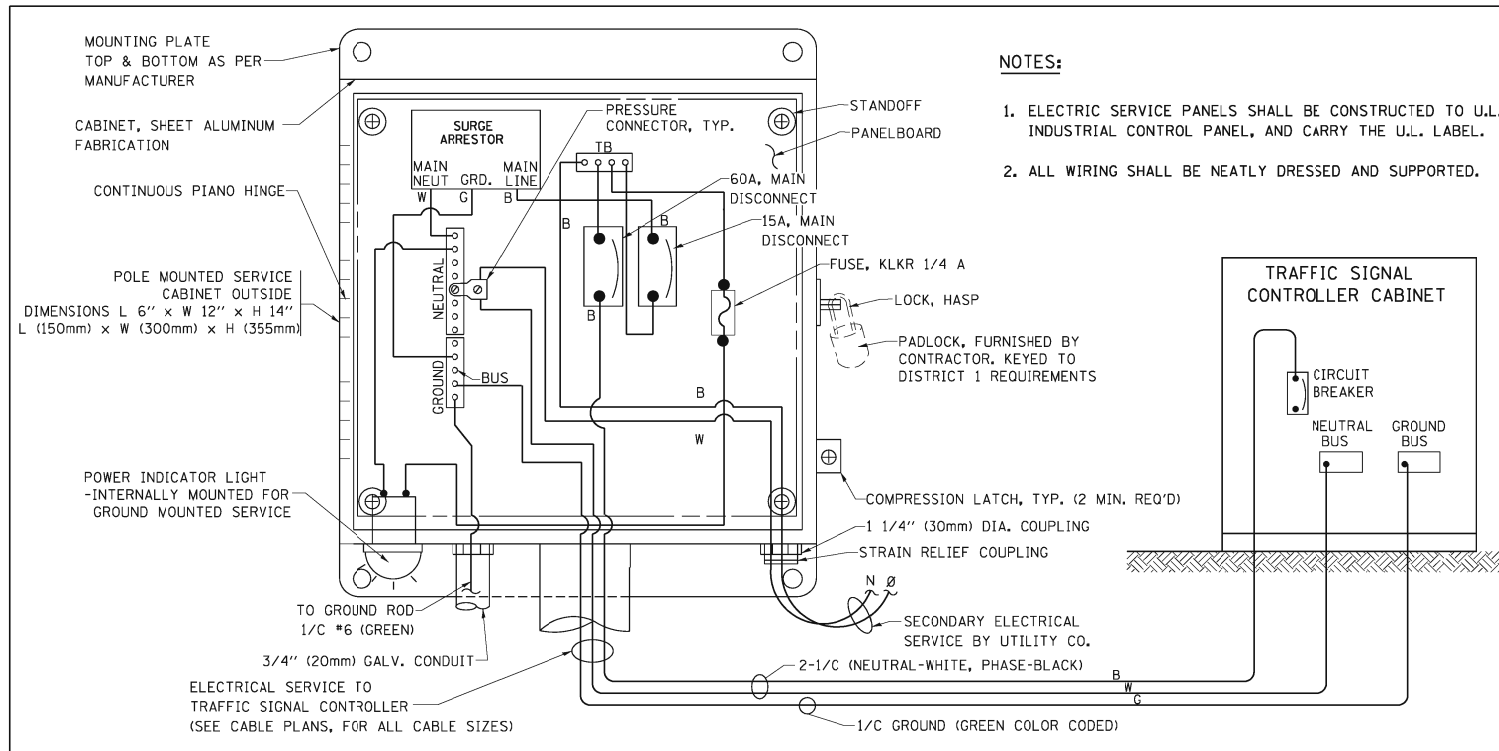 MOUNTING PLATE
TOP & BOTTOM AS PER
MANUFACTURER
CABINET, SHEET ALUMINUM
FABRICATION
CONTINUOUS PIANO HINGE
POLE MOUNTED SERVICE
CABINET OUTSIDE
DIMENSIONS L 6" x W 12" x H 14"
L (150mm) x W (300mm) x H (355mm)
POWER INDICATOR LIGHT
-INTERNALLY MOUNTED FOR
GROUND MOUNTED SERVICE
SURGE
ARRESTOR
MAIN
NEUT
GRD.
MAIN
LINE
W
G
B
PRESSURE
CONNECTOR, TYP.
TB
STANDOFF
PANELBOARD
60A, MAIN
DISCONNECT
B
B
15A, MAIN
DISCONNECT
B
FUSE, KLKR 1/4 A
NEUTRAL
GROUND
BUS
LOCK, HASP
PADLOCK, FURNISHED BY
CONTRACTOR. KEYED TO
DISTRICT 1 REQUIREMENTS
B
W
COMPRESSION LATCH, TYP. (2 MIN. REQ'D)
1 1/4" (30mm) DIA. COUPLING
STRAIN RELIEF COUPLING
N Ø
SECONDARY ELECTRICAL
SERVICE BY UTILITY CO.
TO GROUND ROD
1/C #6 (GREEN)
3/4" (20mm) GALV. CONDUIT
ELECTRICAL SERVICE TO
TRAFFIC SIGNAL CONTROLLER
(SEE CABLE PLANS, FOR ALL CABLE SIZES)
2-1/C (NEUTRAL-WHITE, PHASE-BLACK)
B
W
G
1/C GROUND (GREEN COLOR CODED)
NOTES:
1. ELECTRIC SERVICE PANELS SHALL BE CONSTRUCTED TO U.L.
INDUSTRIAL CONTROL PANEL, AND CARRY THE U.L. LABEL.
2. ALL WIRING SHALL BE NEATLY DRESSED AND SUPPORTED.
TRAFFIC SIGNAL
CONTROLLER CABINET
CIRCUIT
BREAKER
NEUTRAL
BUS
GROUND
BUS